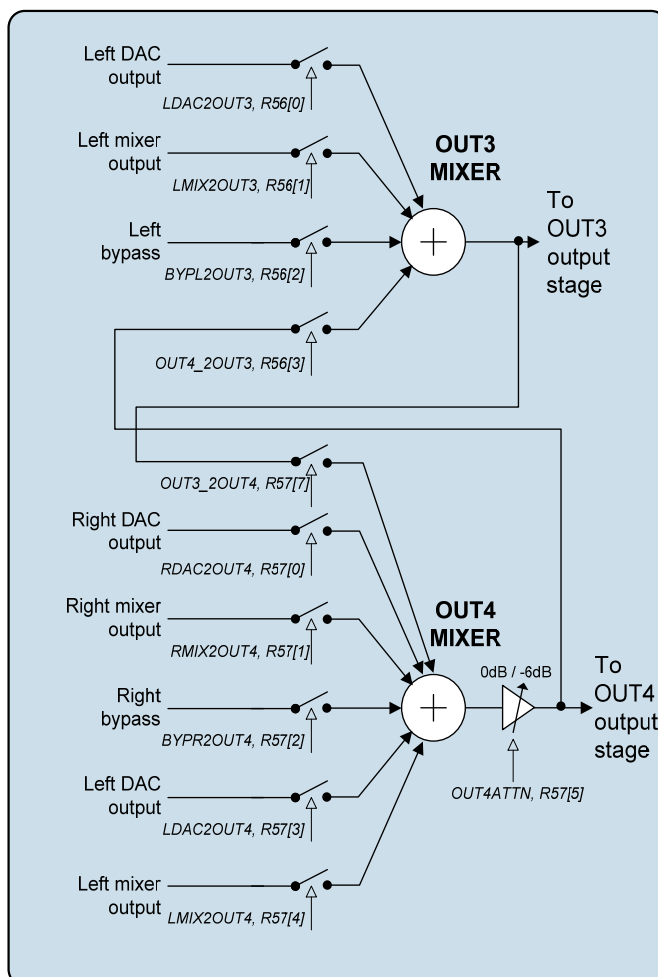 Left DAC
output
LDAC2OUT3, R56[0]
Left mixer
output
LMIX2OUT3, R56[1]
OUT3
MIXER
Left
bypass
BYPL2OUT3, R56[2]
+
To
OUT3
output
stage
OUT4_2OUT3, R56[3]
OUT3_2OUT4, R57[7]
Right DAC
output
RDAC2OUT4, R57[0]
Right mixer
output
RMIX2OUT4, R57[1]
OUT4
MIXER
Right
bypass
BYPR2OUT4, R57[2]
+
0dB / -6dB
To
OUT4
output
stage
OUT4ATTN, R57[5]
Left DAC
output
LDAC2OUT4, R57[3]
Left mixer
output
LMIX2OUT4, R57[4]